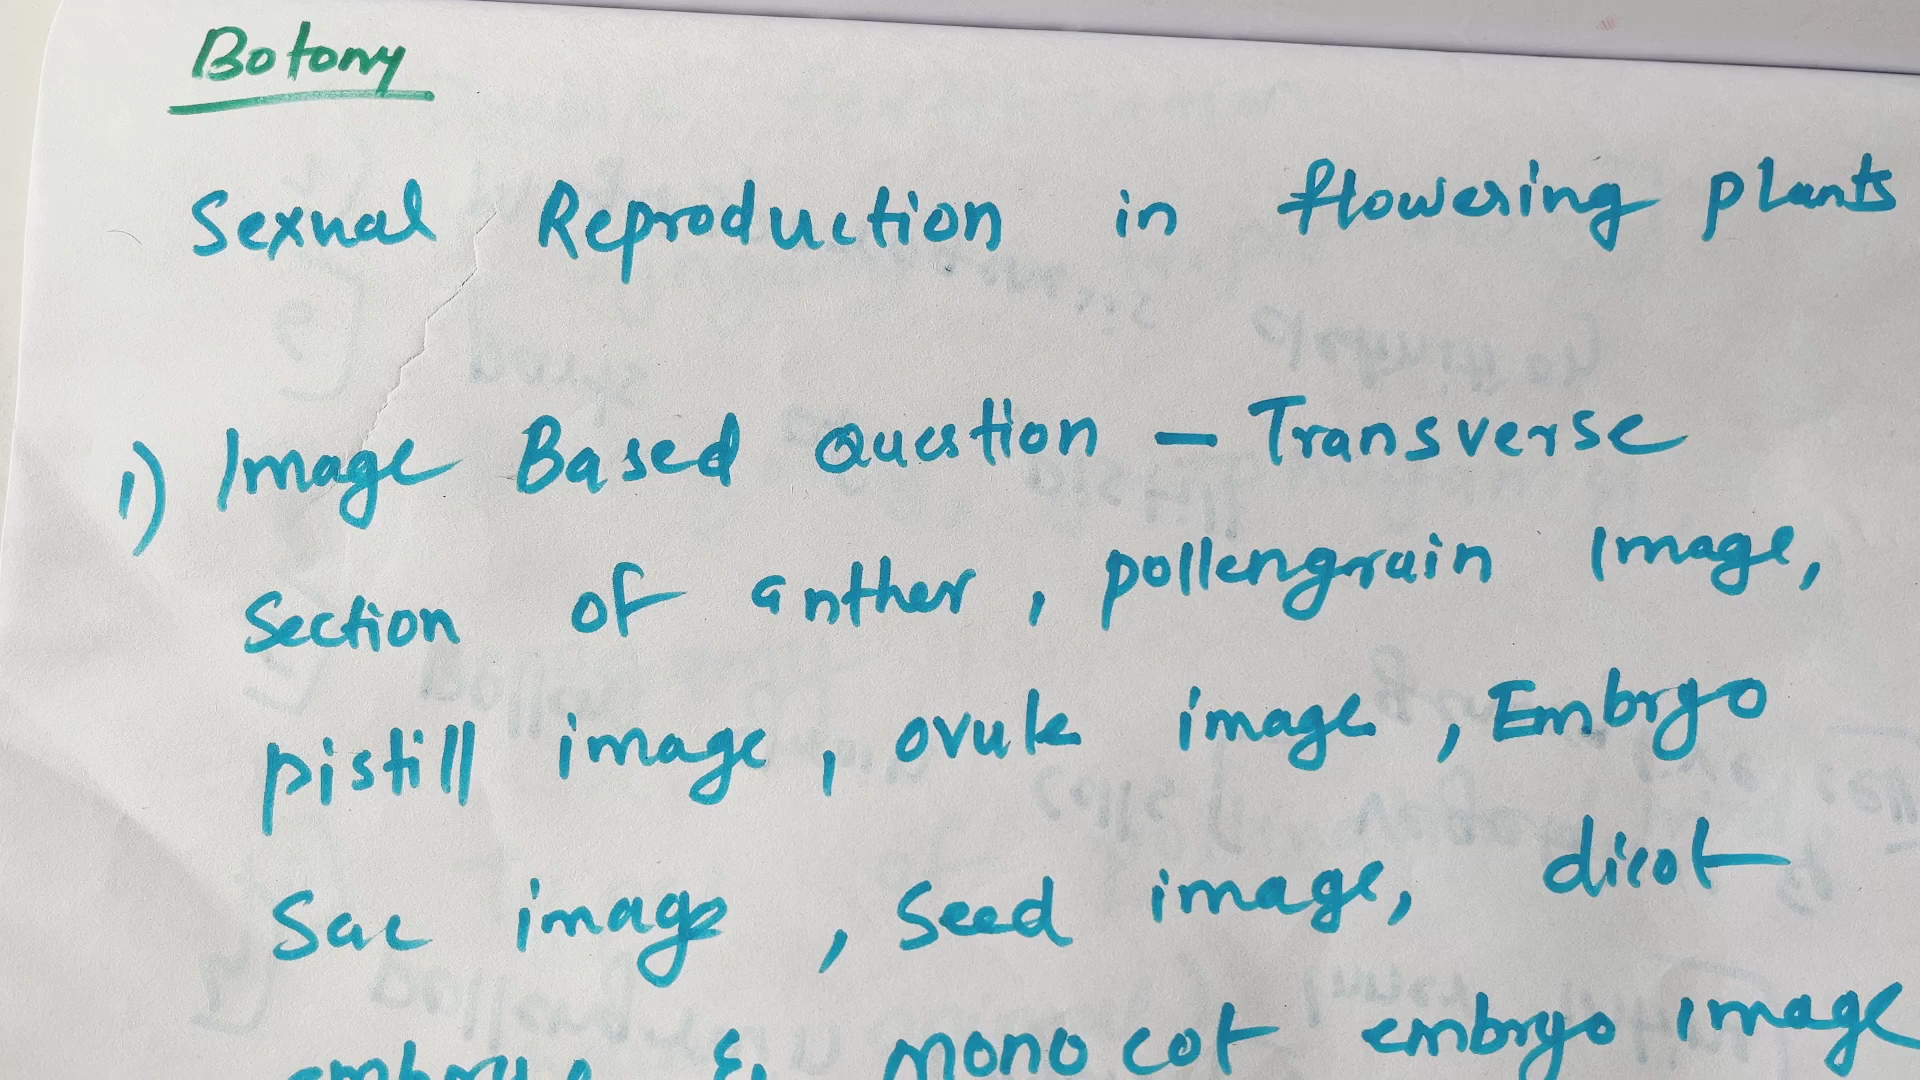 Botony
Sexual Reproduction in flowering plants
1) Image Based Question - Transverse
Section of anther, pollengrain Image,
pistill image, ovule image, Embryo
Sac image, Seed image, dicot
embryo & mono cot embryo image